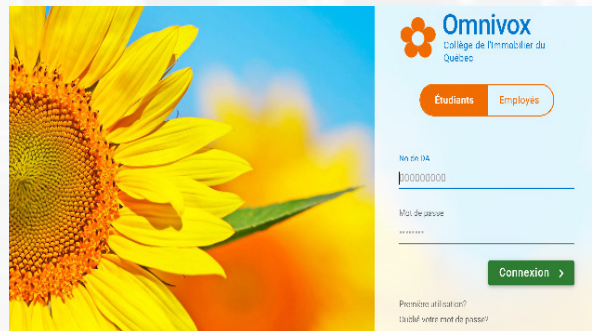 Omnivox
Collège de l'Immobilier du
Québec
Étudiants
Employés
No de DA
000000000
Mot de passe
Connexion >
Première utilisation?
Oublié votre mot de passe?